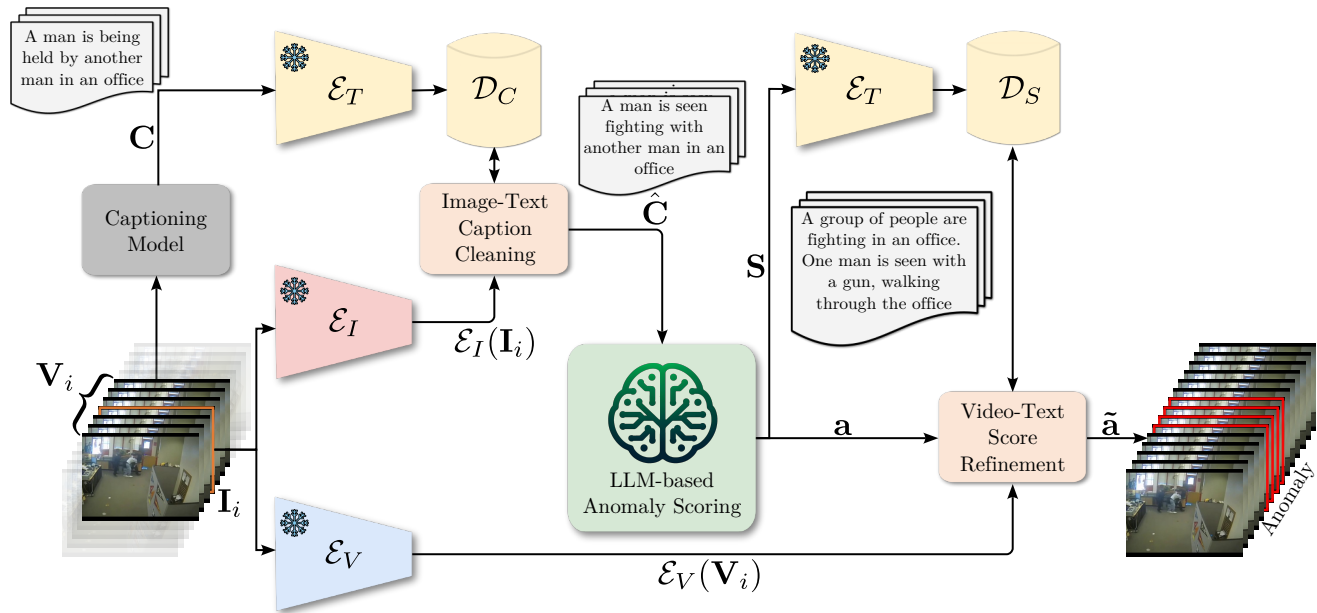 A man is being
held by another
man in an office
C
Captioning
Model
V_i
I_i
ℰ_T
𝒟_C
ℰ_I
ℰ_V
Image-Text
Caption
Cleaning
ℰ_I(I_i)
A man is seen
fighting with
another man in an
office
Ĉ
LLM-based
Anomaly Scoring
S
ℰ_T
𝒟_S
A group of people are
fighting in an office.
One man is seen with
a gun, walking
through the office
a
Video-Text
Score
Refinement
ã
ℰ_V(V_i)
Anomaly